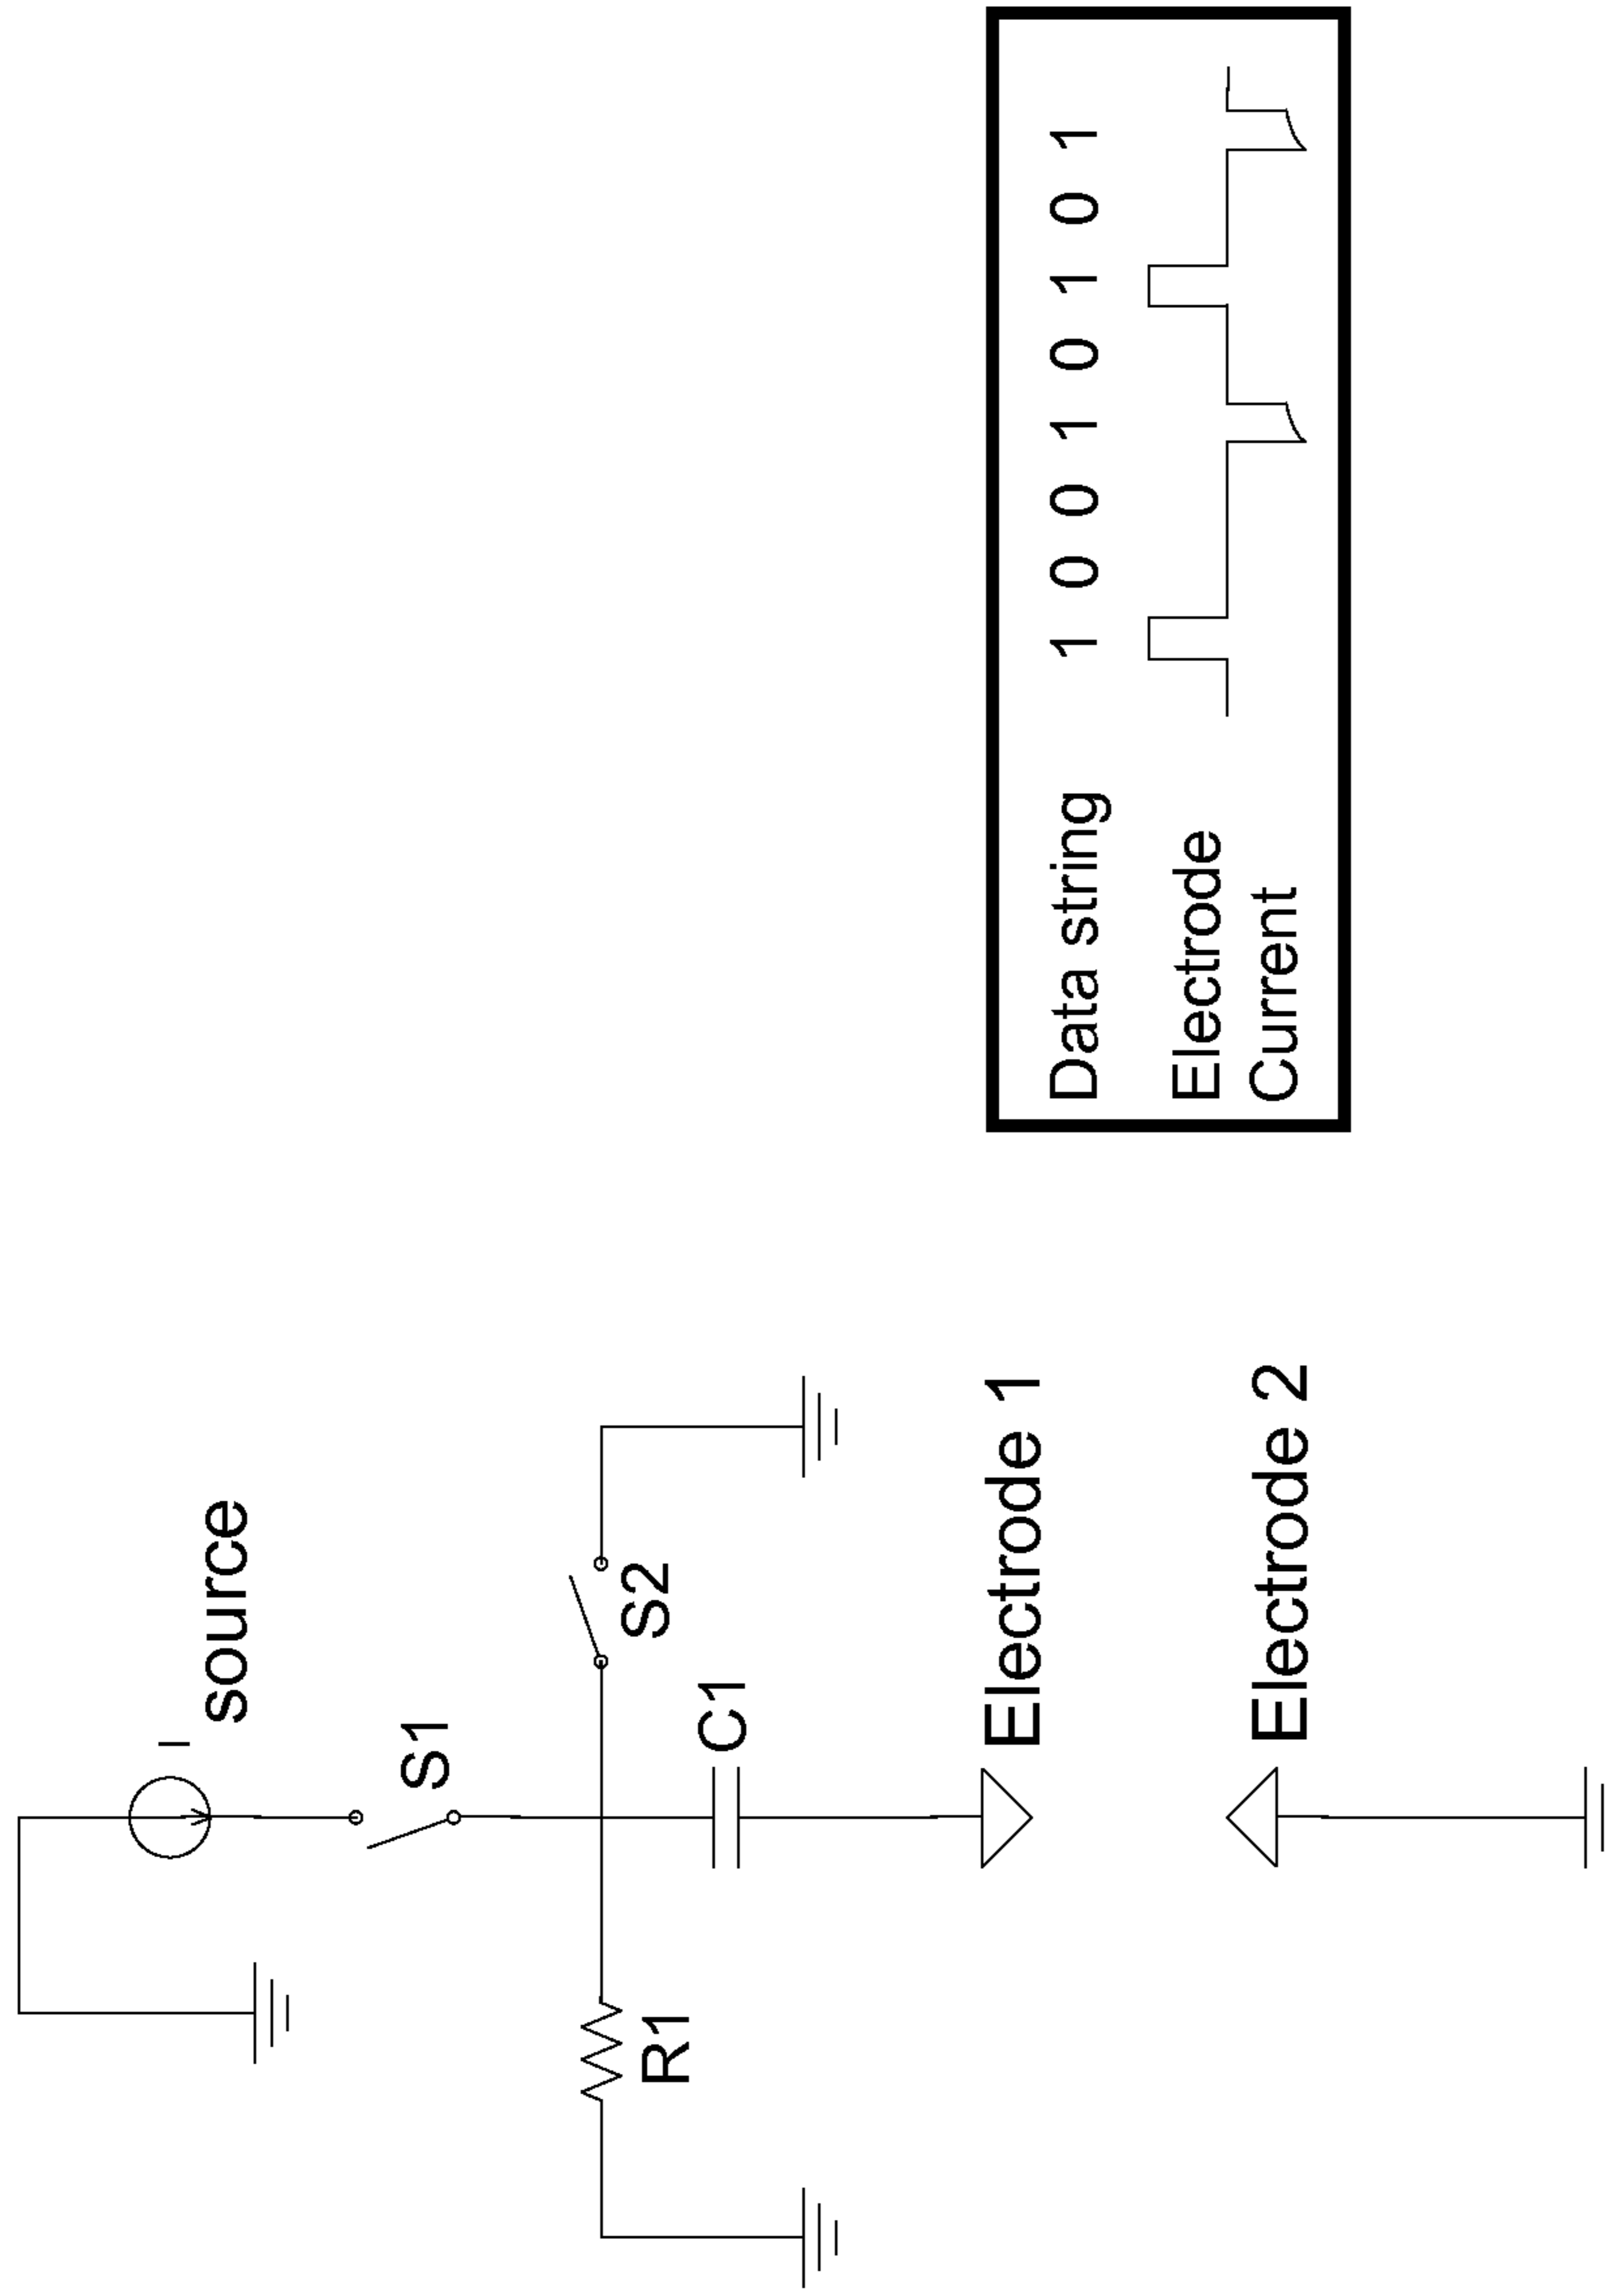 I
source
S1
S2
R1
C1
Electrode 1
Electrode 2
Data string 1 0 0 1 0 1 0 1
Electrode
Current